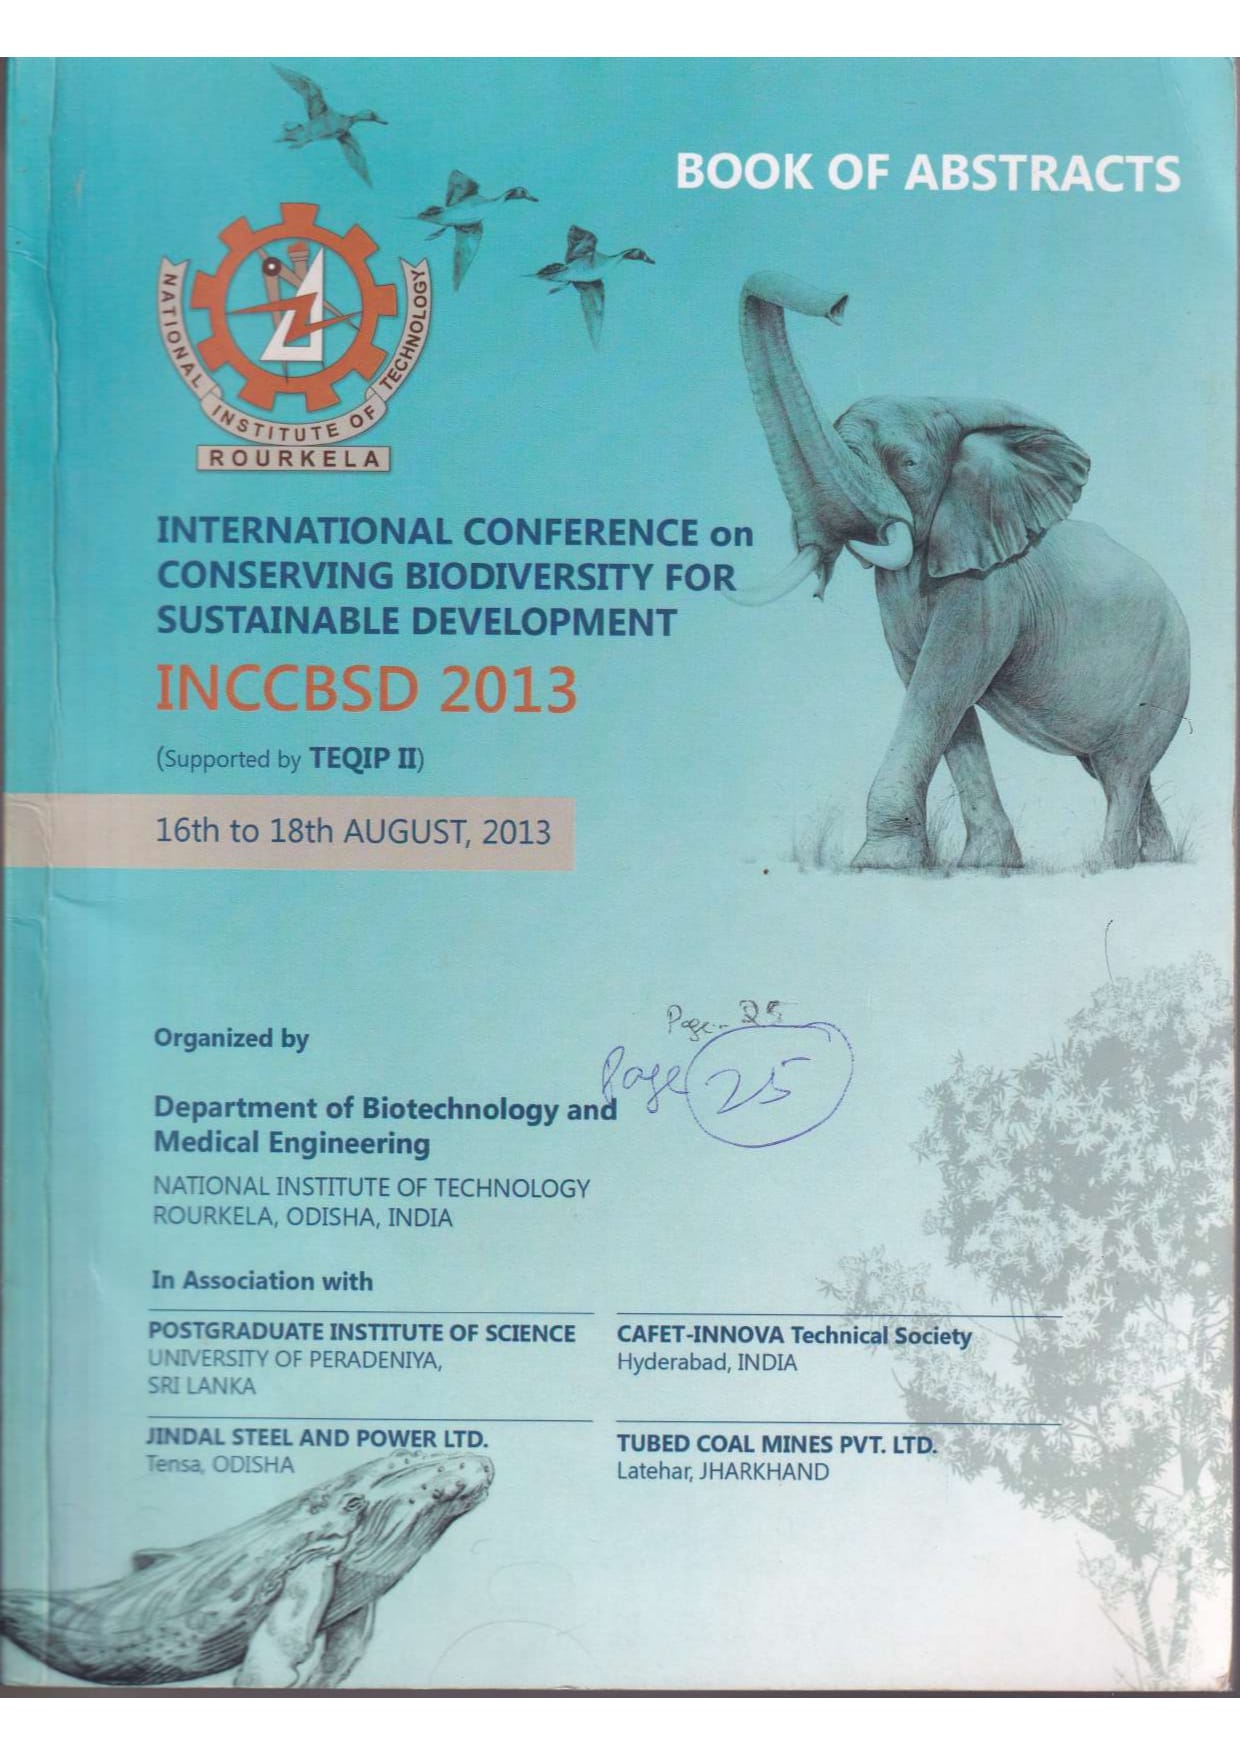 BOOK OF ABSTRACTS
NATIONAL INSTITUTE OF TECHNOLOGY
ROURKELA
INTERNATIONAL CONFERENCE on
CONSERVING BIODIVERSITY FOR
SUSTAINABLE DEVELOPMENT
INCCBSD 2013
(Supported by TEQIP II)
16th to 18th AUGUST, 2013
Page - 25
Page 25
Organized by
Department of Biotechnology and
Medical Engineering
NATIONAL INSTITUTE OF TECHNOLOGY
ROURKELA, ODISHA, INDIA
In Association with
POSTGRADUATE INSTITUTE OF SCIENCE
UNIVERSITY OF PERADENIYA,
SRI LANKA
CAFET-INNOVA Technical Society
Hyderabad, INDIA
JINDAL STEEL AND POWER LTD.
Tensa, ODISHA
TUBED COAL MINES PVT. LTD.
Latehar, JHARKHAND